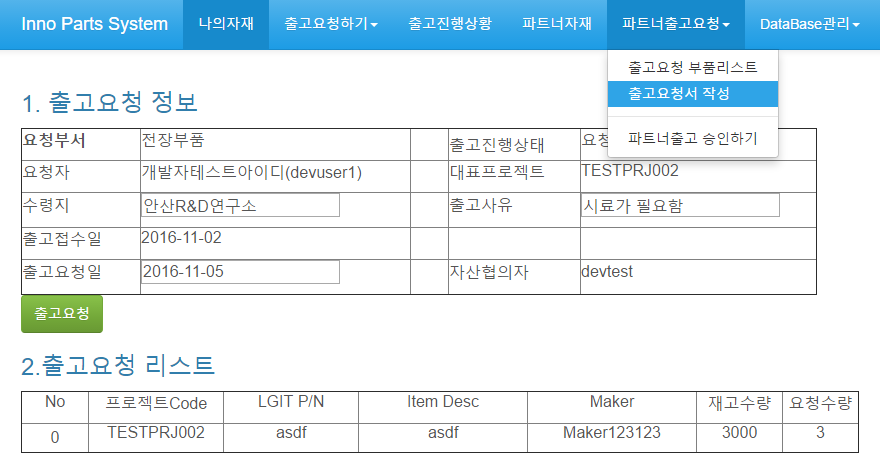 Inno Parts System 나의자재 출고요청하기 출고진행상황 파트너자재 파트너출고요청 DataBase관리
출고요청 부품리스트
출고요청서 작성
파트너출고 승인하기
1. 출고요청 정보
요청부서 전장부품 출고진행상태 요청
요청자 개발자테스트아이디(devuser1) 대표프로젝트 TESTPRJ002
수령지 안산R&D연구소 출고사유 시료가 필요함
출고접수일 2016-11-02
출고요청일 2016-11-05 자산협의자 devtest
출고요청
2.출고요청 리스트
No 프로젝트Code LGIT P/N Item Desc Maker 재고수량 요청수량
0 TESTPRJ002 asdf asdf Maker123123 3000 3